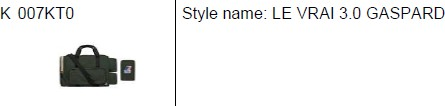 K 007KT0
Style name: LE VRAI 3.0 GASPARD